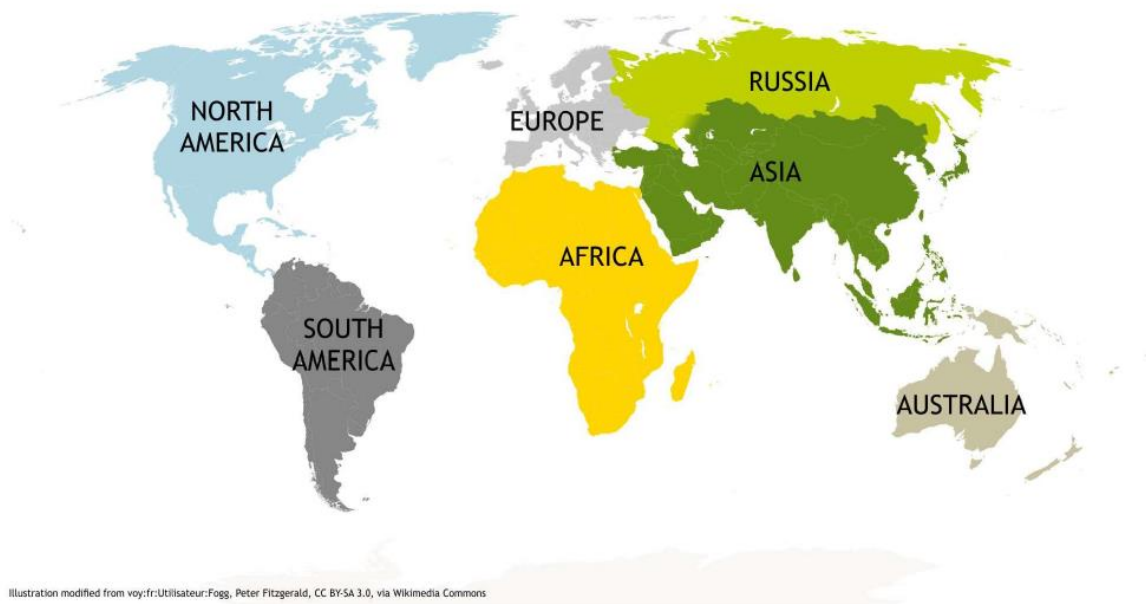 NORTH
AMERICA
EUROPE
RUSSIA
ASIA
AFRICA
SOUTH
AMERICA
AUSTRALIA
Illustration modified from voy:fr:Utilisateur:Fogg, Peter Fitzgerald, CC BY-SA 3.0, via Wikimedia Commons